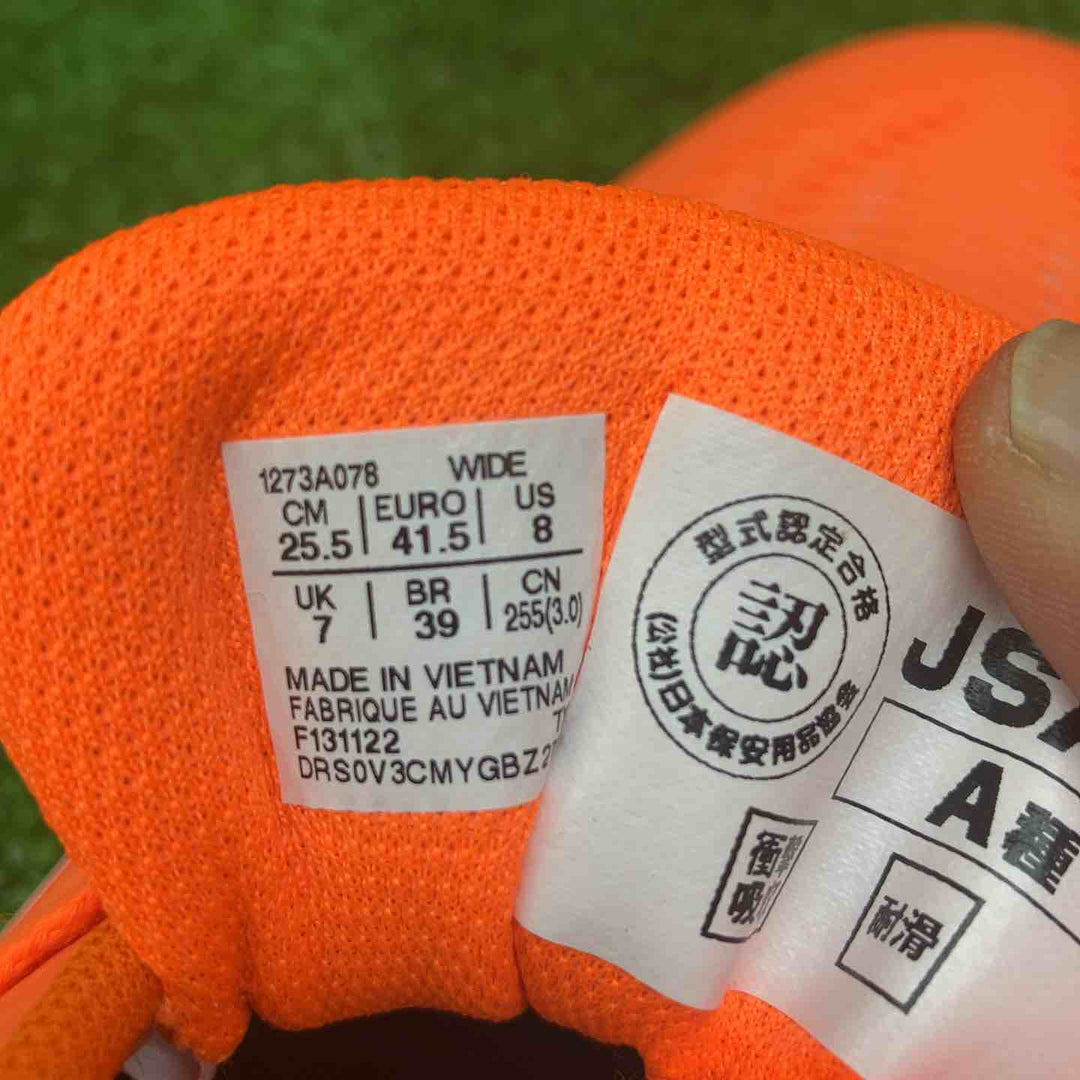 1273A078 WIDE
CM EURO US
25.5 41.5 8
UK BR CN
7 39 255(3.0)
MADE IN VIETNAM
FABRIQUE AU VIETNAM
F131122
DRS0V3CMYGBZ2
型式認定合格
認
(公社)日本保安用品協会
JS
A種
衝
吸
耐滑